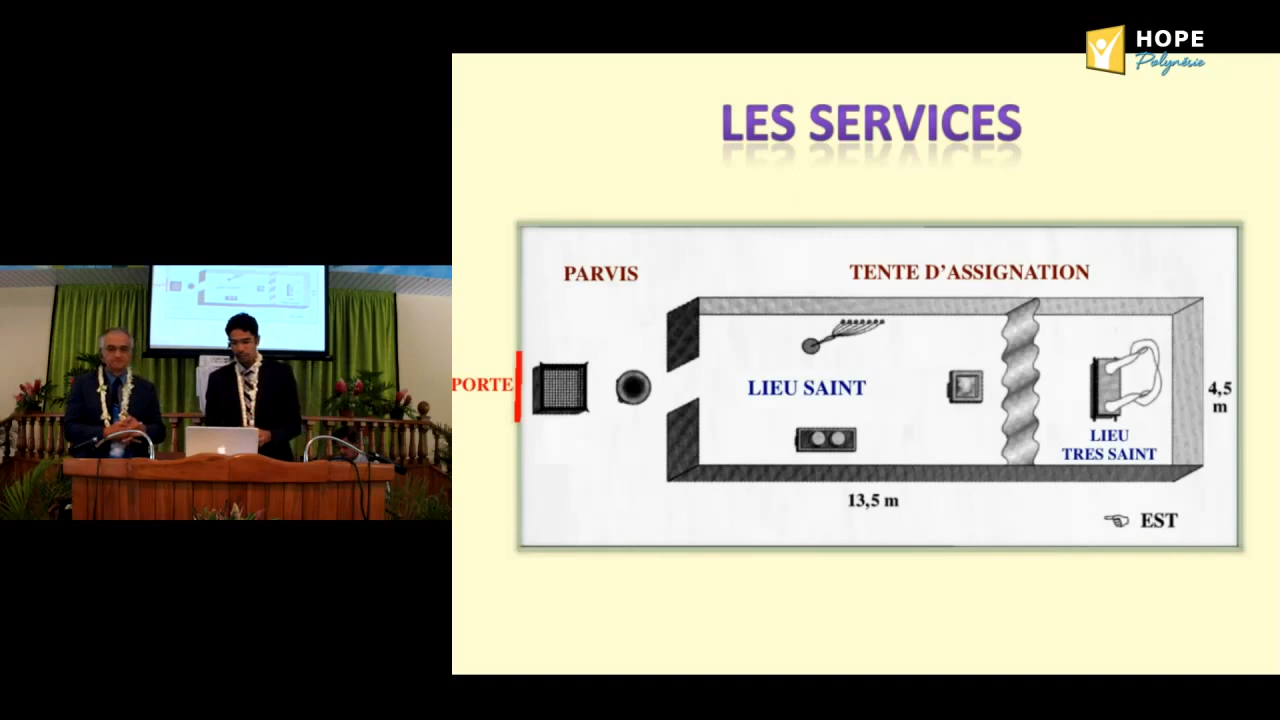 HOPE
Polynésie
LES SERVICES
PARVIS
TENTE D'ASSIGNATION
PORTE
LIEU SAINT
4,5
m
LIEU
TRES SAINT
13,5 m
EST